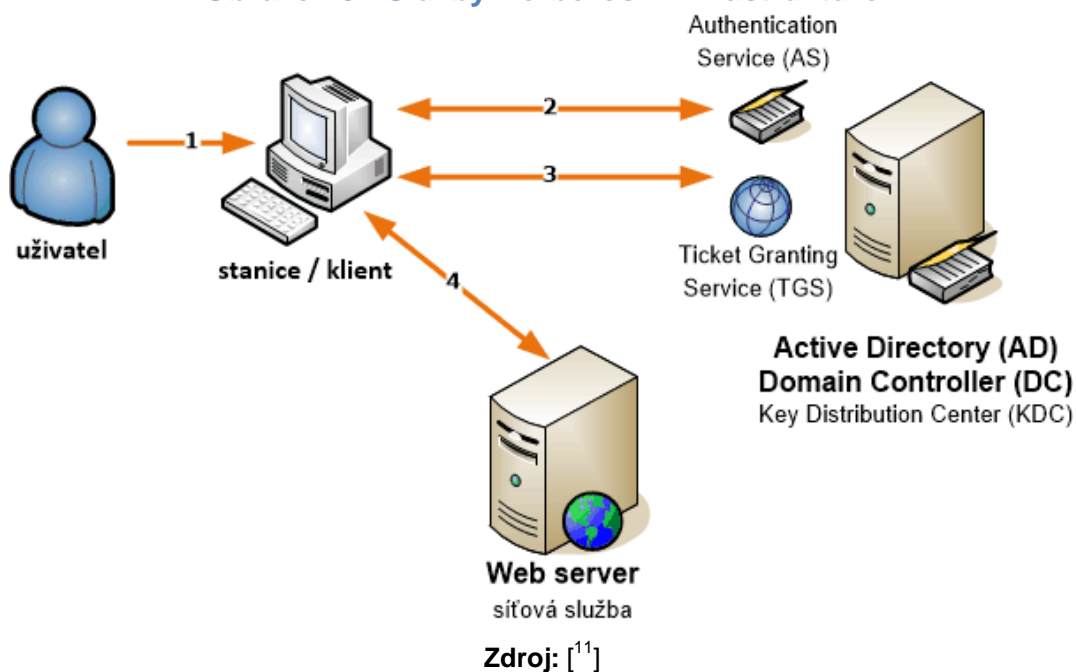 Authentication
Service (AS)
1
2
3
uživatel
stanice / klient
4
Ticket Granting
Service (TGS)
Active Directory (AD)
Domain Controller (DC)
Key Distribution Center (KDC)
Web server
síťová služba
Zdroj: [11]